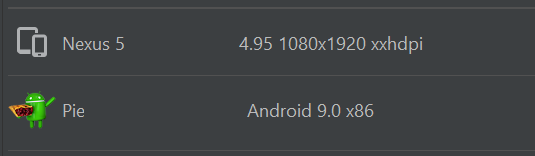 Nexus 5 4.95 1080x1920 xxhdpi
Pie Android 9.0 x86